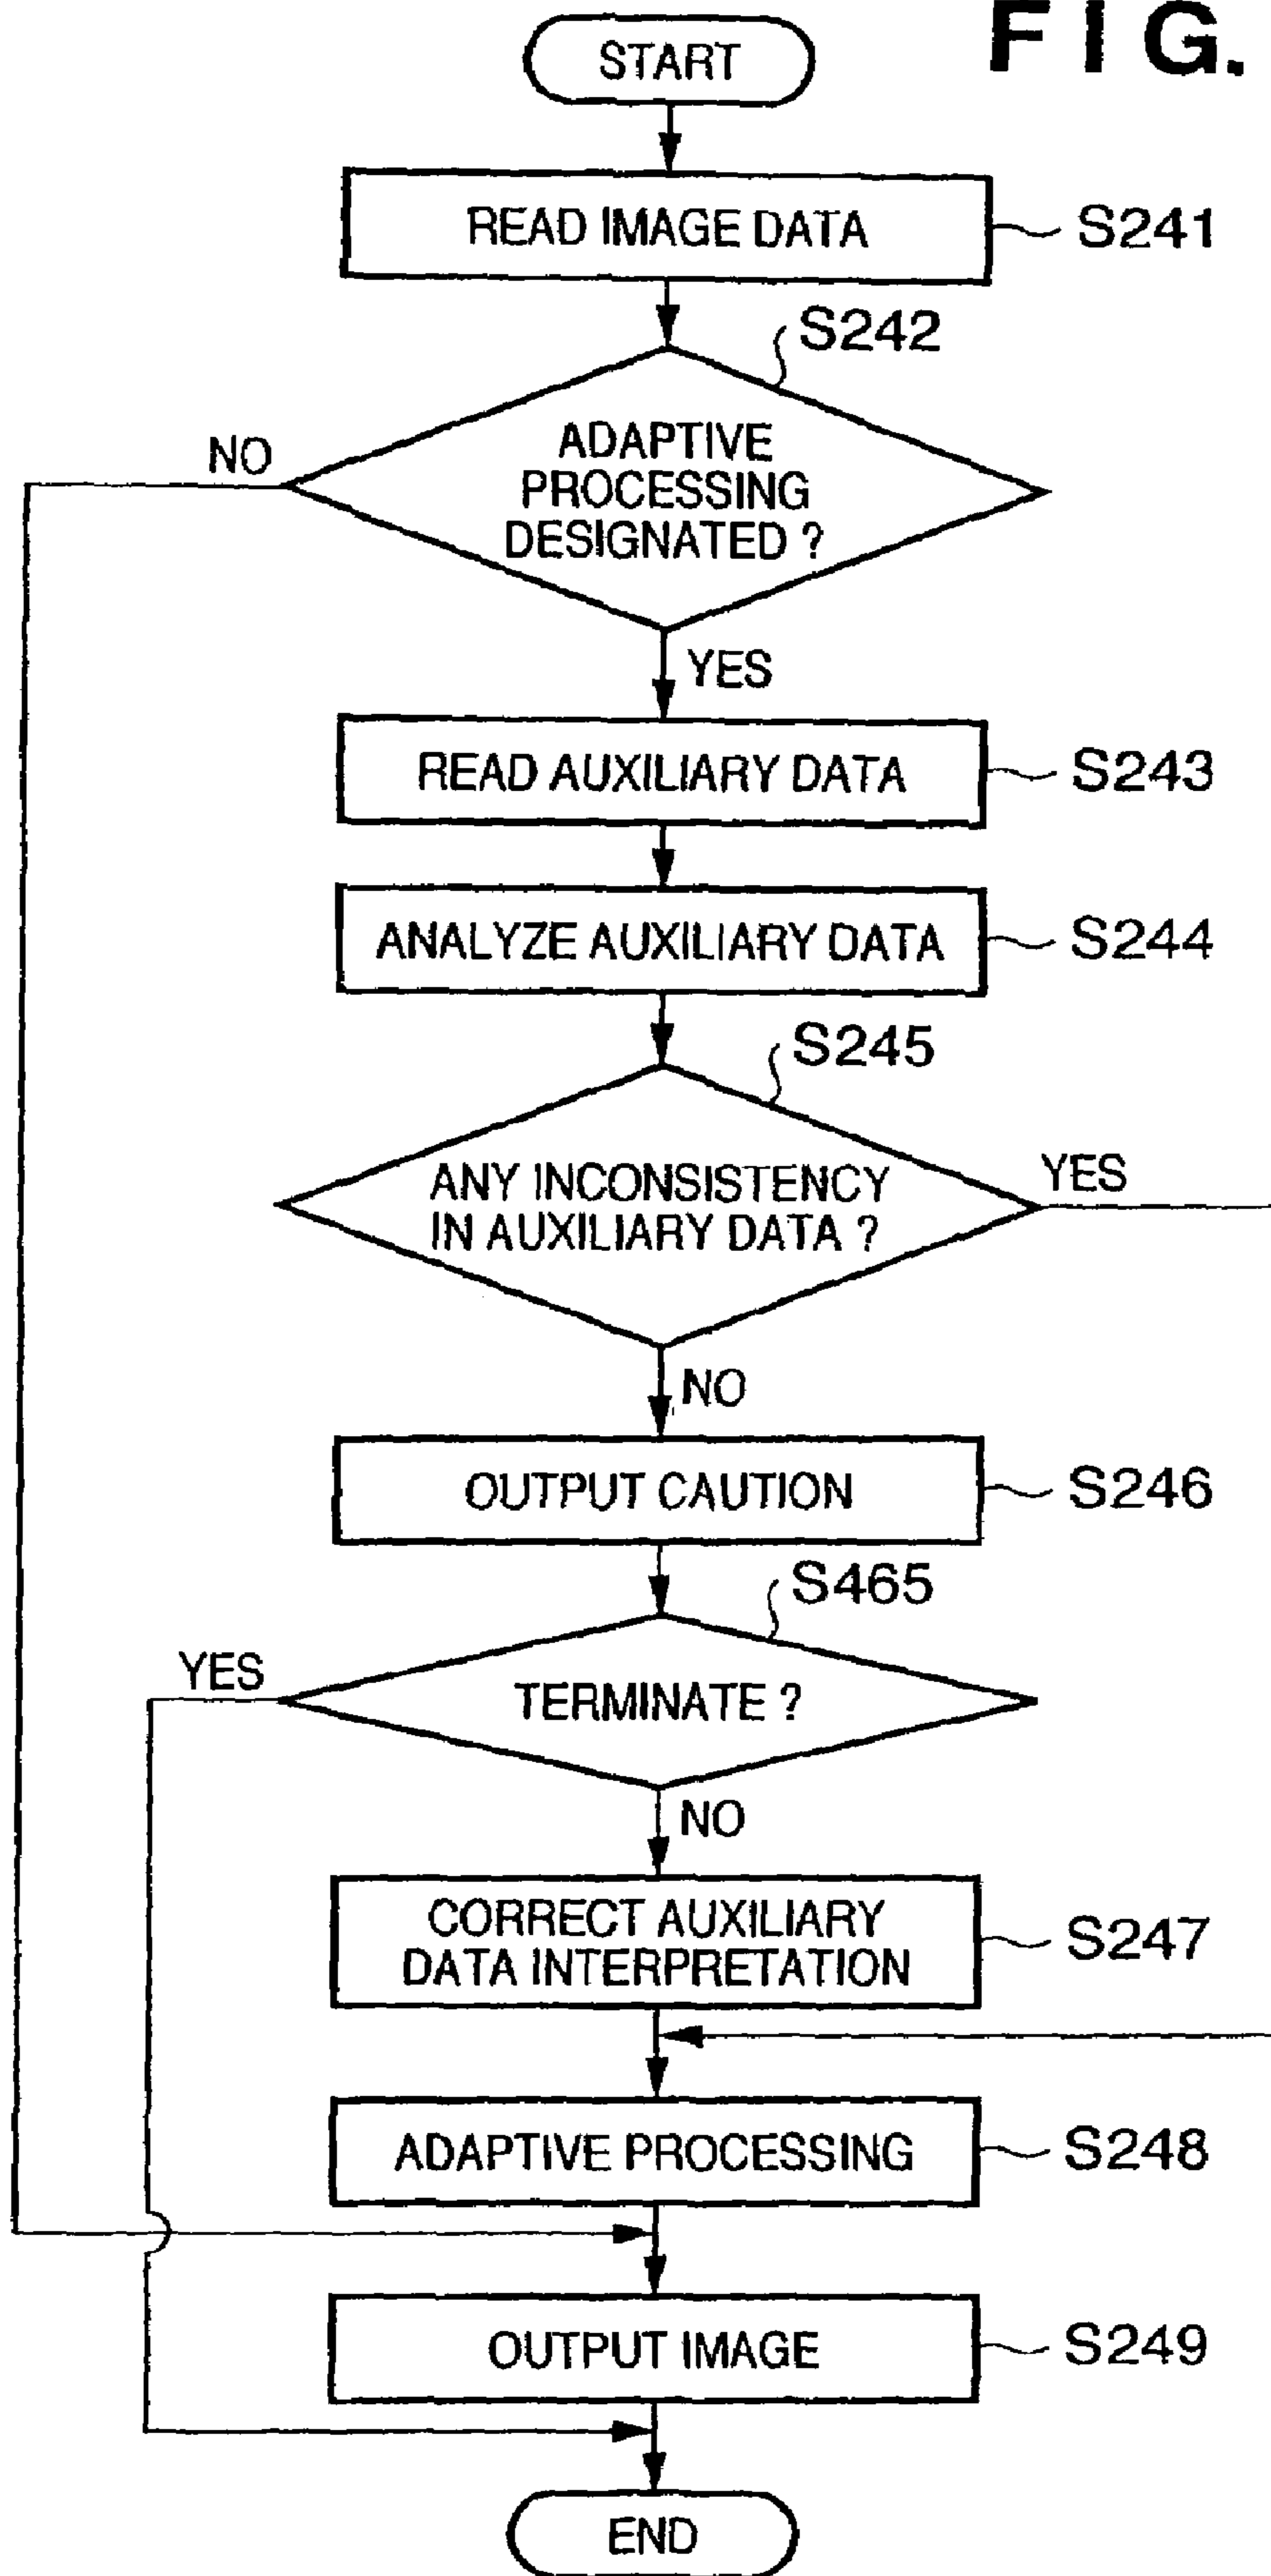 FIG.
START
READ IMAGE DATA
S241
S242
ADAPTIVE
PROCESSING
DESIGNATED ?
NO
YES
READ AUXILIARY DATA
S243
ANALYZE AUXILIARY DATA
S244
S245
ANY INCONSISTENCY
IN AUXILIARY DATA ?
YES
NO
OUTPUT CAUTION
S246
S465
TERMINATE ?
YES
NO
CORRECT AUXILIARY
DATA INTERPRETATION
S247
ADAPTIVE PROCESSING
S248
OUTPUT IMAGE
S249
END